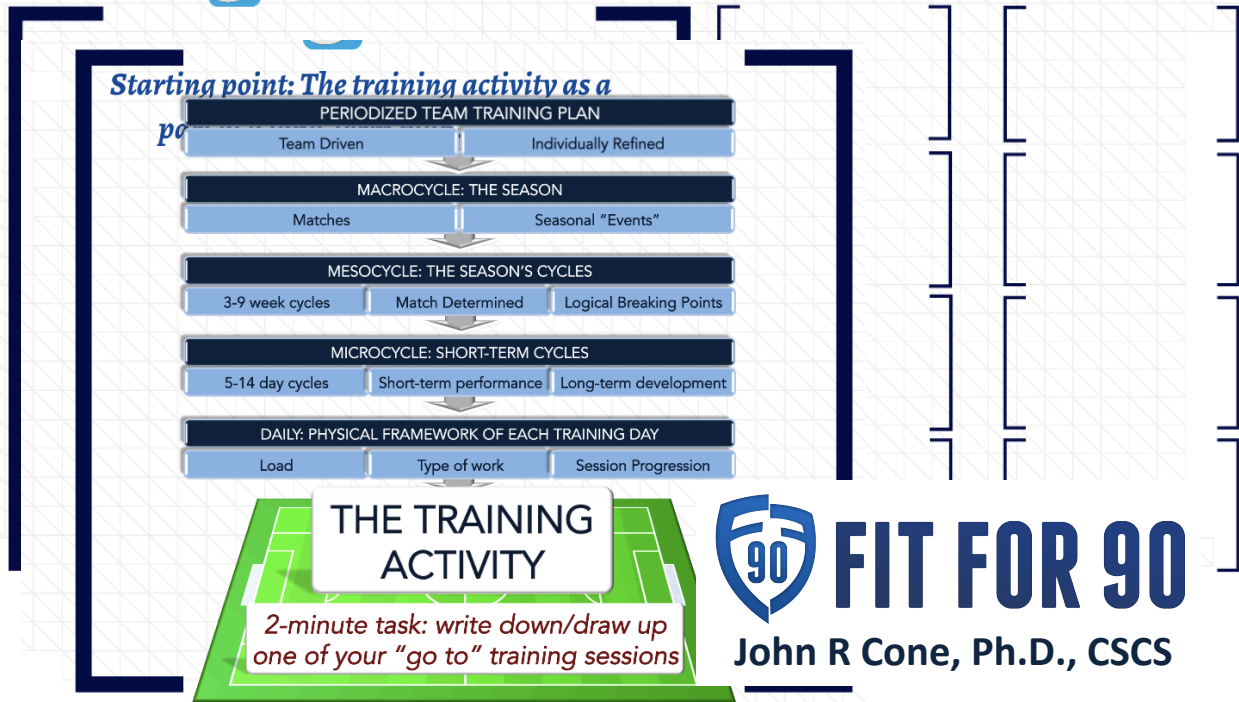 Starting point: The training activity as a
PERIODIZED TEAM TRAINING PLAN
Team Driven
Individually Refined
MACROCYCLE: THE SEASON
Matches
Seasonal “Events”
MESOCYCLE: THE SEASON’S CYCLES
3-9 week cycles
Match Determined
Logical Breaking Points
MICROCYCLE: SHORT-TERM CYCLES
5-14 day cycles
Short-term performance
Long-term development
DAILY: PHYSICAL FRAMEWORK OF EACH TRAINING DAY
Load
Type of work
Session Progression
THE TRAINING
ACTIVITY
2-minute task: write down/draw up
one of your “go to” training sessions
90
FIT FOR 90
John R Cone, Ph.D., CSCS